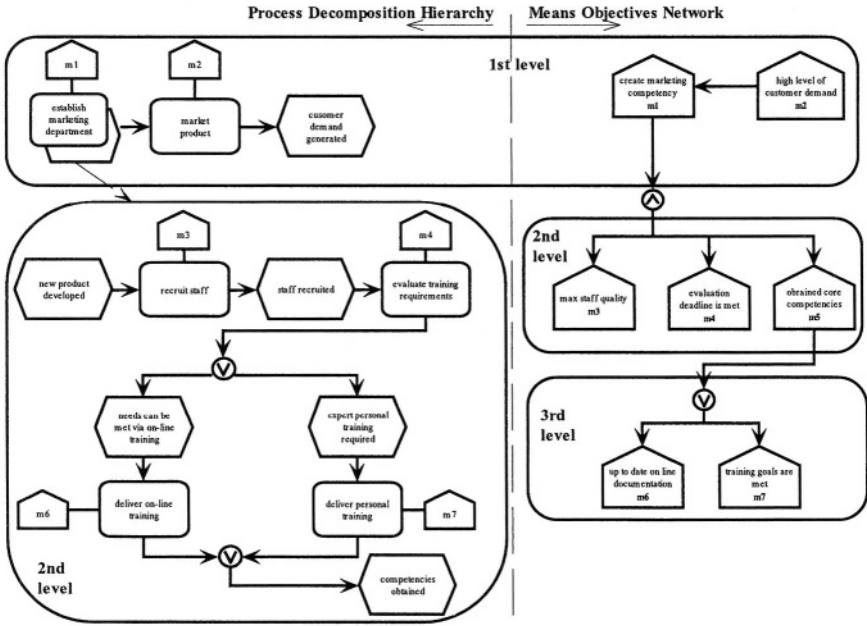 Process Decomposition Hierarchy
Means Objectives Network
1st level
m1
m2
establish
marketing
department
market
product
cusomer
demand
generated
create marketing
competency
m1
high level of
customer demand
m2
2nd
level
m3
m4
new product
developed
recruit staff
staff recruited
evaluate training
requirements
max staff quality
m3
evaluation
deadline is met
m4
obrained core
competencies
m5
V
needs can be
met via on-line
training
expert personal
training
required
V
3rd
level
up to date on line
documentation
m6
training goals are
met
m7
m6
deliver on-line
training
deliver personal
training
m7
V
2nd
level
competencies
obtained